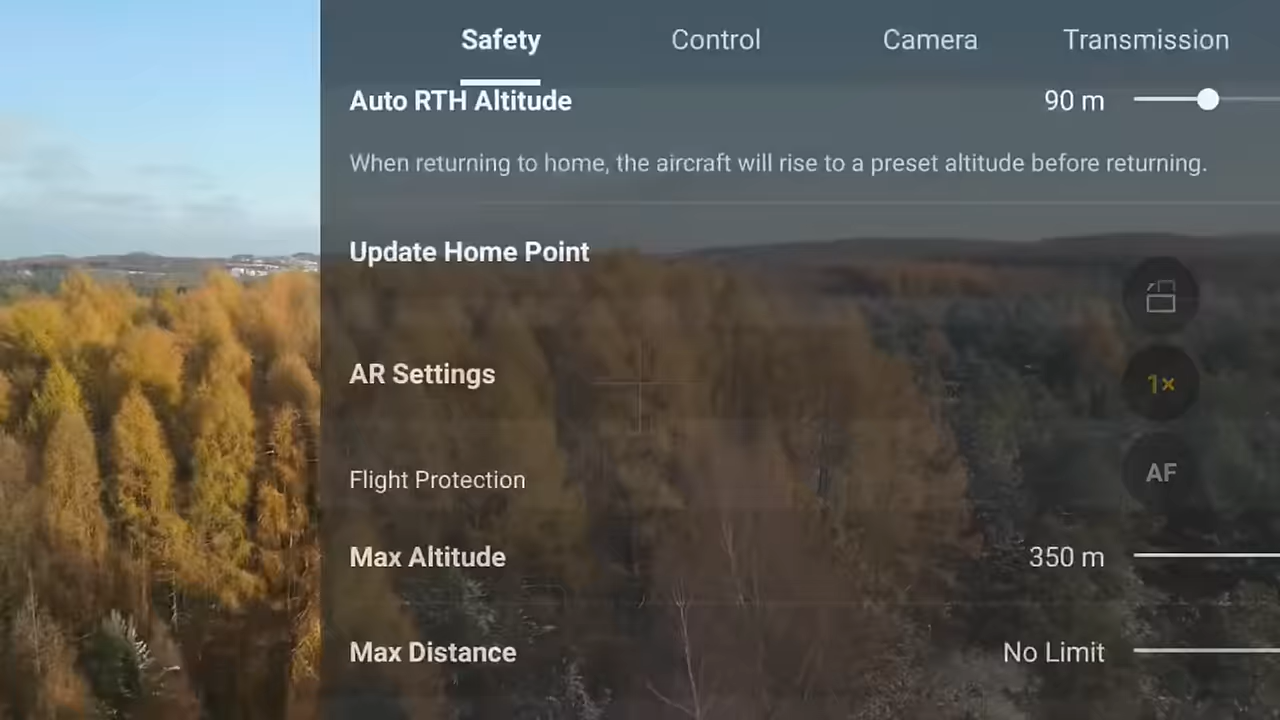 Safety Control Camera Transmission
Auto RTH Altitude 90 m
When returning to home, the aircraft will rise to a preset altitude before returning.
Update Home Point
AR Settings
1×
AF
Flight Protection
Max Altitude 350 m
Max Distance No Limit